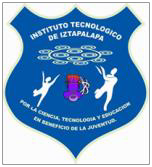 INSTITUTO TECNOLOGICO
DE IZTAPALAPA
POR LA CIENCIA, TECNOLOGIA Y EDUCACION
EN BENEFICIO DE LA JUVENTUD.